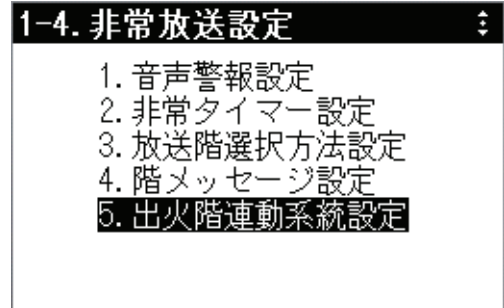 1-4.非常放送設定
1.音声警報設定
2.非常タイマー設定
3.放送階選択方法設定
4.階メッセージ設定
5.出火階連動系統設定